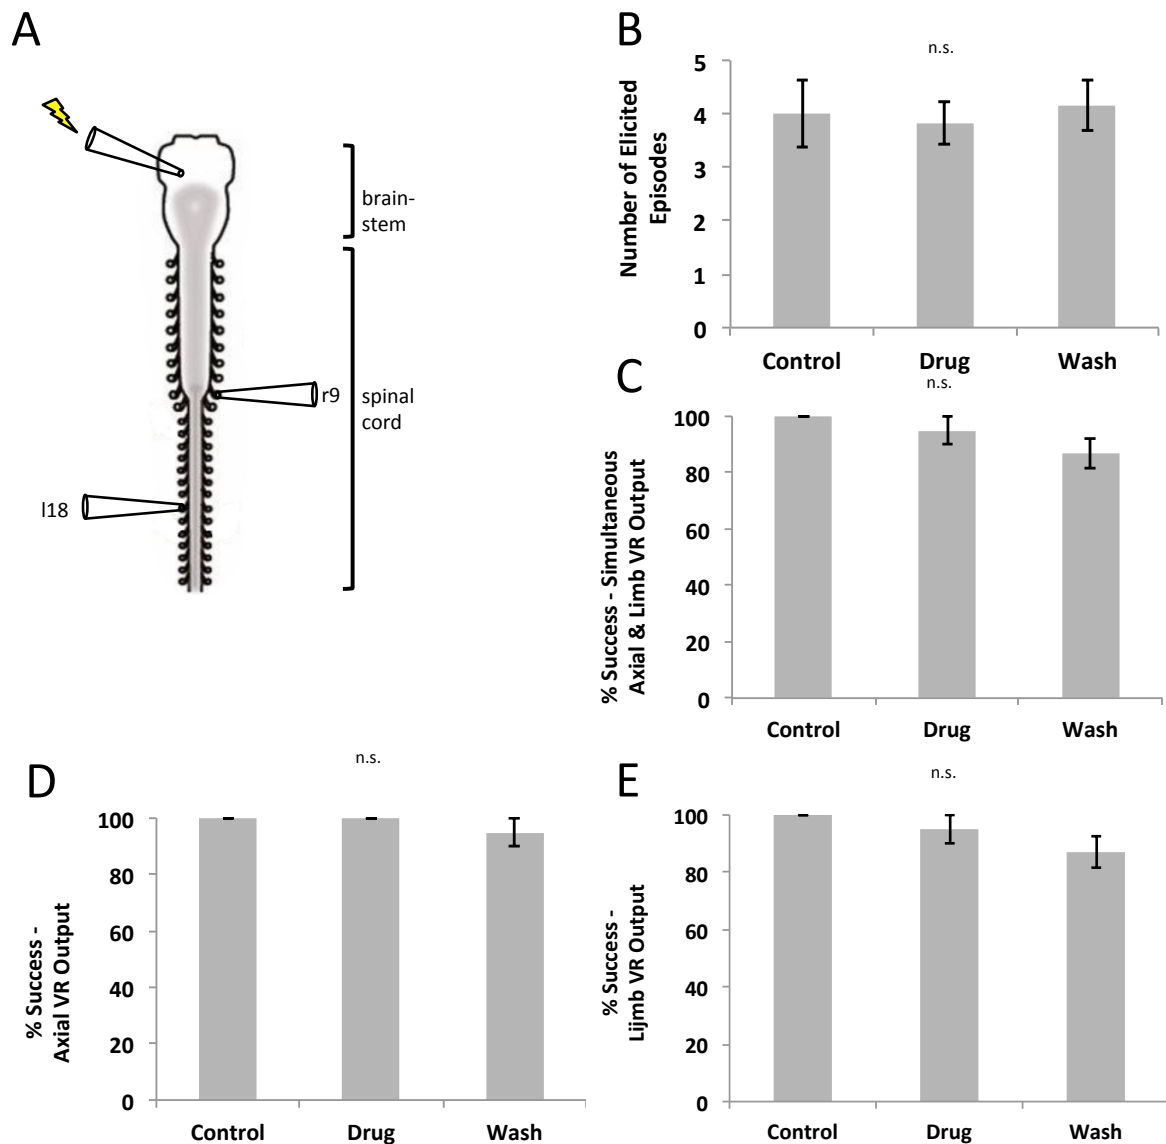 A
brain-
stem
r9
spinal
cord
l18
B
n.s.
Number of Elicited
Episodes
5
4
3
2
1
0
Control Drug Wash
C
n.s.
% Success - Simultaneous
Axial & Limb VR Output
100
80
60
40
20
0
Control Drug Wash
D
n.s.
% Success -
Axial VR Output
100
80
60
40
20
0
Control Drug Wash
E
n.s.
% Success -
Lijmb VR Output
100
80
60
40
20
0
Control Drug Wash